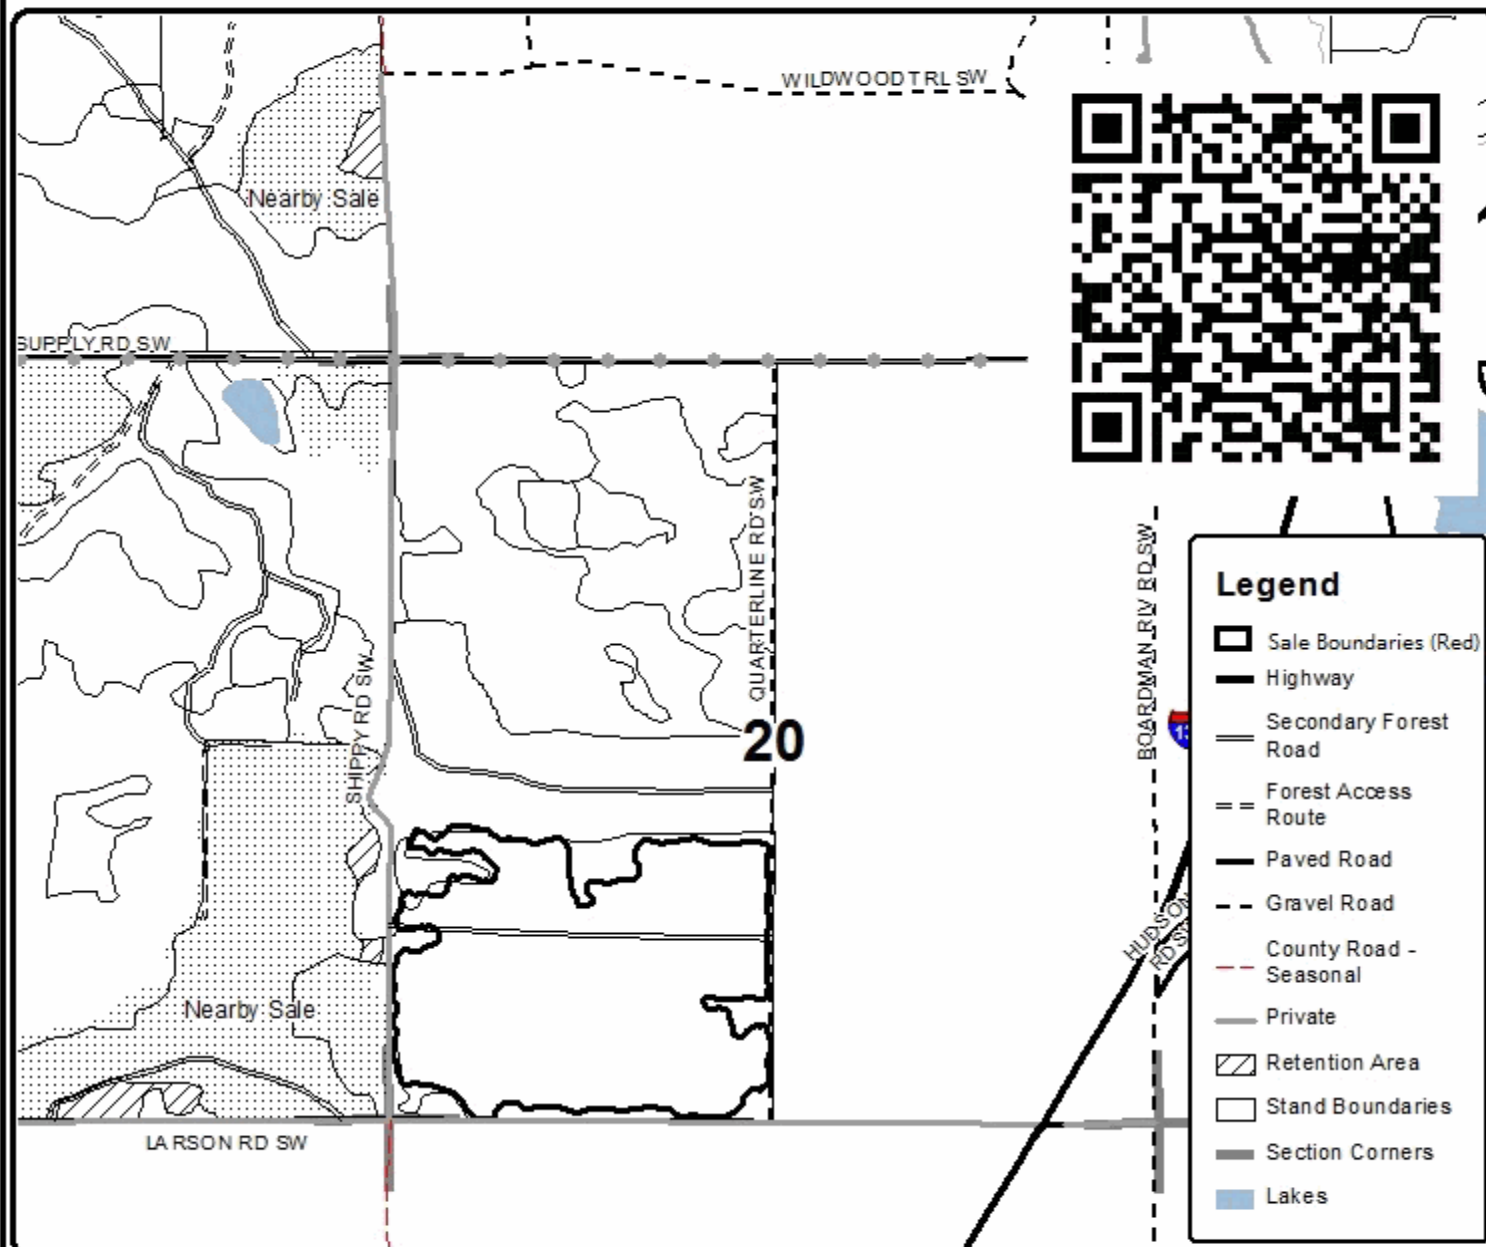 WILDWOOD TRL SW
Nearby Sale
SUPPLY RD SW
QUARTERLINE RD SW
BOARDMAN RIV RD SW
SHIPPY RD SW
20
HUDSON
RD
Nearby Sale
LARSON RD SW
Legend
Sale Boundaries (Red)
Highway
Secondary Forest
Road
Forest Access
Route
Paved Road
Gravel Road
County Road -
Seasonal
Private
Retention Area
Stand Boundaries
Section Corners
Lakes